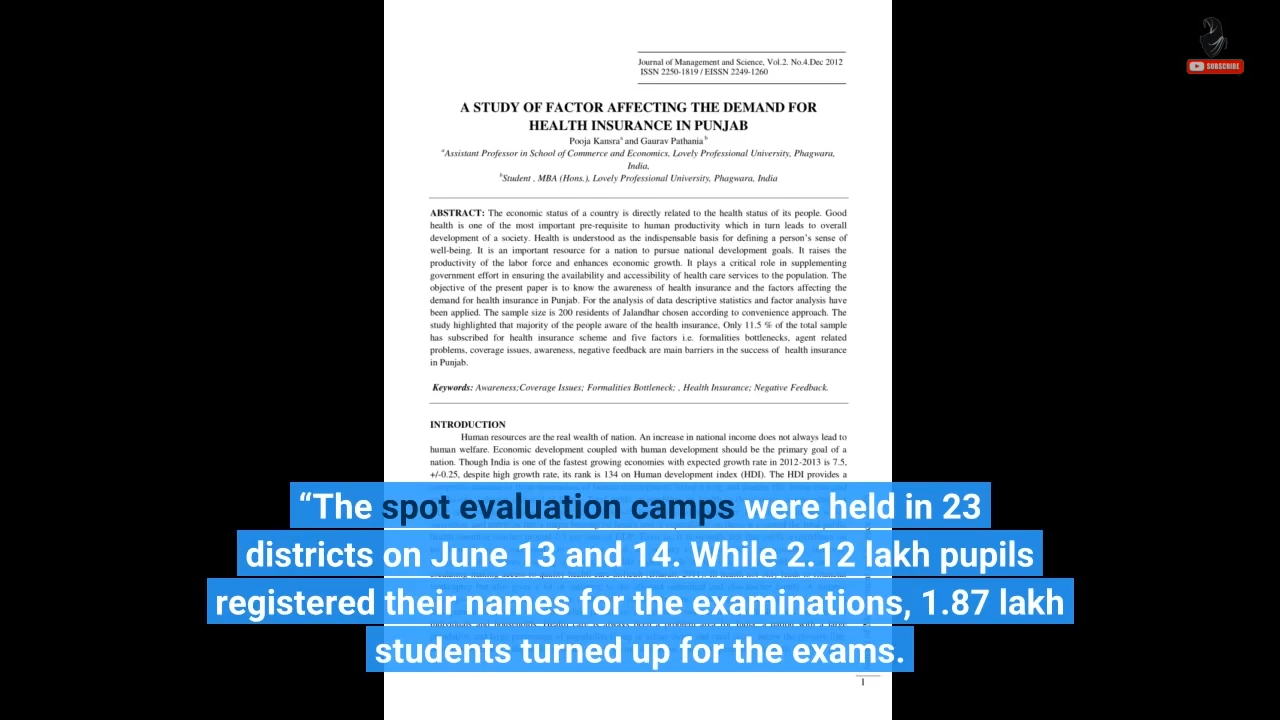 SUBSCRIBE
Journal of Management and Science, Vol.2. No.4.Dec 2012
ISSN 2250-1819 / EISSN 2249-1260
A STUDY OF FACTOR AFFECTING THE DEMAND FOR
HEALTH INSURANCE IN PUNJAB
Pooja Kansraᵃ and Gaurav Pathania ᵇ
ᵃAssistant Professor in School of Commerce and Economics, Lovely Professional University, Phagwara,
India,
ᵇStudent , MBA (Hons.), Lovely Professional University, Phagwara, India
ABSTRACT: The economic status of a country is directly related to the health status of its people. Good
health is one of the most important pre-requisite to human productivity which in turn leads to overall
development of a society. Health is understood as the indispensable basis for defining a person’s sense of
well-being. It is an important resource for a nation to pursue national development goals. It raises the
productivity of the labor force and enhances economic growth. It plays a critical role in supplementing
government effort in ensuring the availability and accessibility of health care services to the population. The
objective of the present paper is to know the awareness of health insurance and the factors affecting the
demand for health insurance in Punjab. For the analysis of data descriptive statistics and factor analysis have
been applied. The sample size is 200 residents of Jalandhar chosen according to convenience approach. The
study highlighted that majority of the people aware of the health insurance, Only 11.5 % of the total sample
has subscribed for health insurance scheme and five factors i.e. formalities bottlenecks, agent related
problems, coverage issues, awareness, negative feedback are main barriers in the success of health insurance
in Punjab.
Keywords: Awareness;Coverage Issues; Formalities Bottleneck; , Health Insurance; Negative Feedback.
INTRODUCTION
Human resources are the real wealth of nation. An increase in national income does not always lead to
human welfare. Economic development coupled with human development should be the primary goal of a
nation. Though India is one of the fastest growing economies with expected growth rate in 2012-2013 is 7.5,
+/-0.25, despite high growth rate, its rank is 134 on Human development index (HDI). The HDI provides a
“The spot evaluation camps were held in 23
districts on June 13 and 14. While 2.12 lakh pupils
registered their names for the examinations, 1.87 lakh
students turned up for the exams.
1